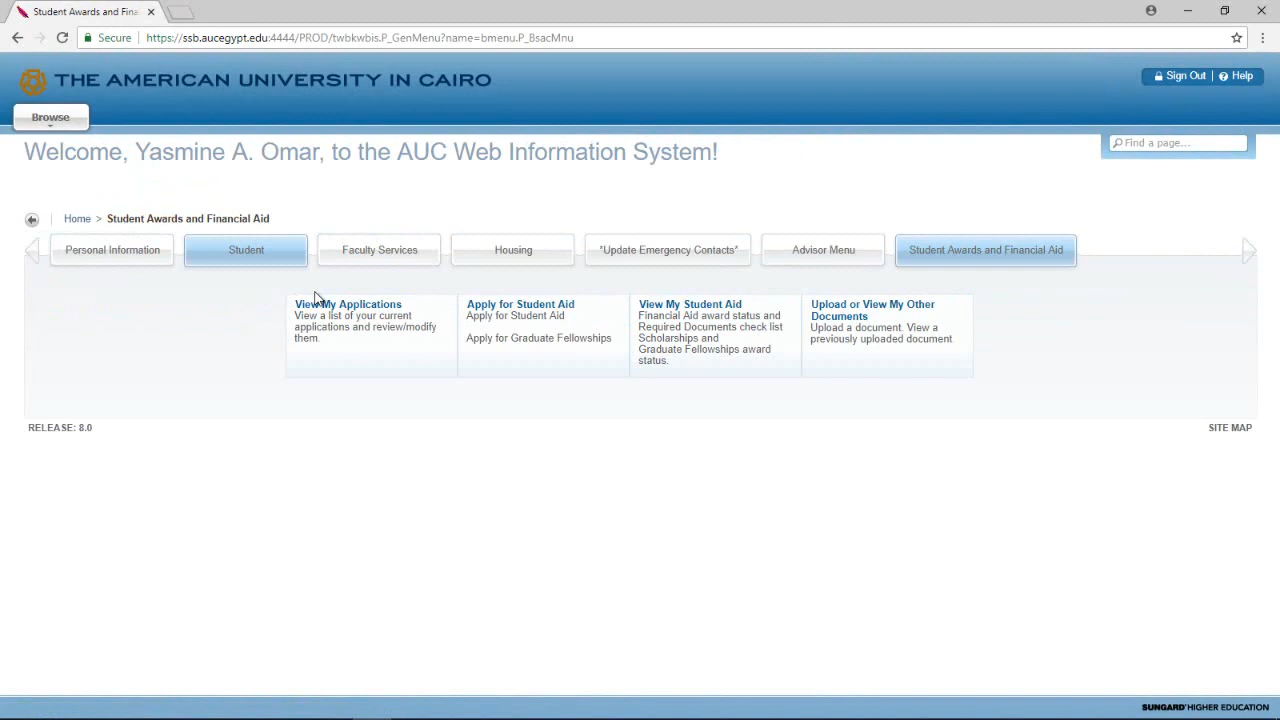 Student Awards and Fina
Secure https://ssb.aucegypt.edu:4444/PROD/twbkwbis.P_GenMenu?name=bmenu.P_BsacMnu
THE AMERICAN UNIVERSITY IN CAIRO
Sign Out | Help
Browse
Welcome, Yasmine A. Omar, to the AUC Web Information System!
Find a page...
Home > Student Awards and Financial Aid
Personal Information
Student
Faculty Services
Housing
"Update Emergency Contacts"
Advisor Menu
Student Awards and Financial Aid
View My Applications
View a list of your current
applications and review/modify
them.
Apply for Student Aid
Apply for Student Aid
Apply for Graduate Fellowships
View My Student Aid
Financial Aid award status and
Required Documents check list
Scholarships and
Graduate Fellowships award
status.
Upload or View My Other
Documents
Upload a document. View a
previously uploaded document
RELEASE: 8.0
SITE MAP
SUNGARD HIGHER EDUCATION